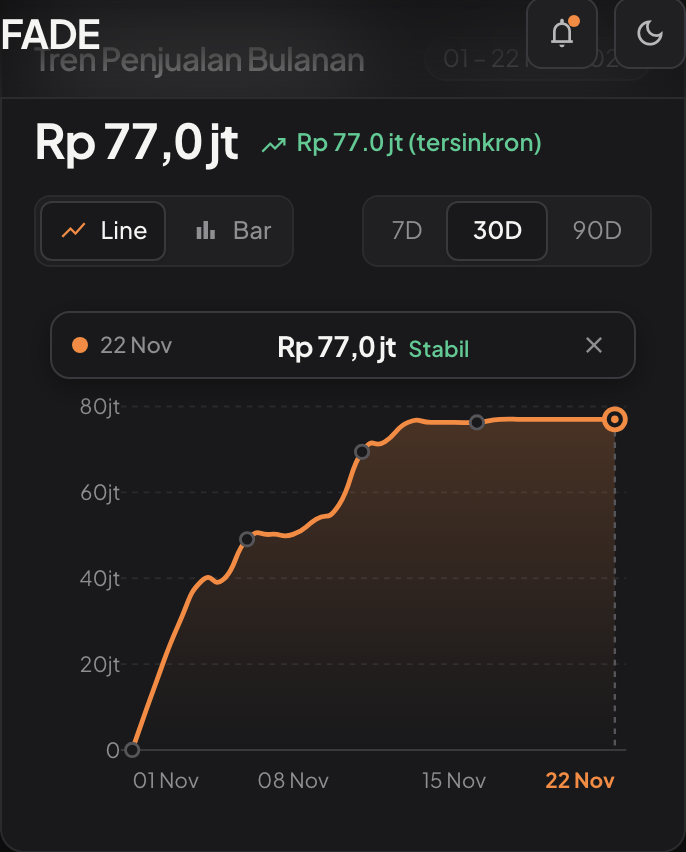 FADE
Tren Penjualan Bulanan
01 – 22
Rp 77,0 jt
Rp 77.0 jt (tersinkron)
Line Bar 7D 30D 90D
22 Nov Rp 77,0 jt Stabil
80jt
60jt
40jt
20jt
0
01 Nov 08 Nov 15 Nov 22 Nov